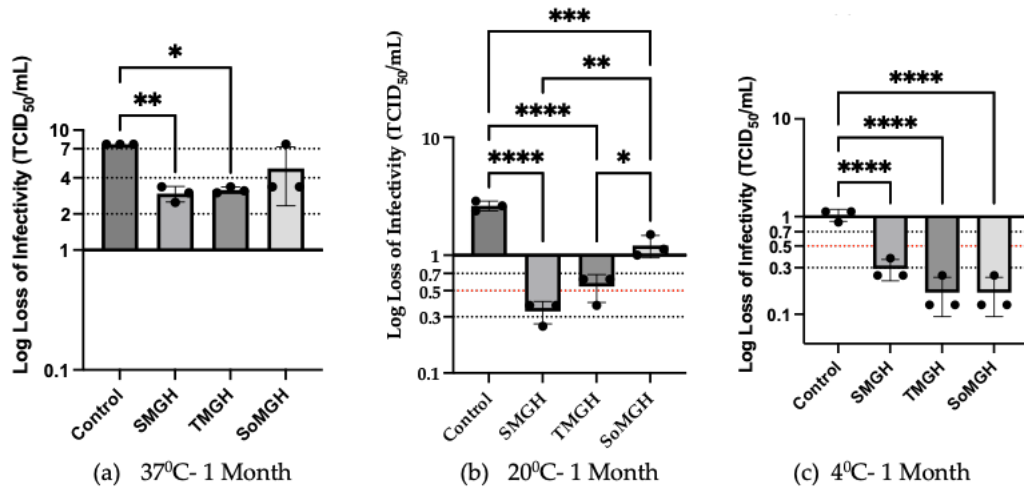 Log Loss of Infectivity (TCID50/mL)
10
7
4
2
1
0.1
*
**
Control
SMGH
TMGH
SoMGH
(a) 37⁰C- 1 Month
Log Loss of Infectivity (TCID50/mL)
10
1
0.7
0.5
0.3
0.1
***
**
****
****
*
Control
SMGH
TMGH
SoMGH
(b) 20⁰C- 1 Month
Log Loss of Infectivity (TCID50/mL)
10
1
0.7
0.5
0.3
0.1
****
****
****
Control
SMGH
TMGH
SoMGH
(c) 4⁰C- 1 Month